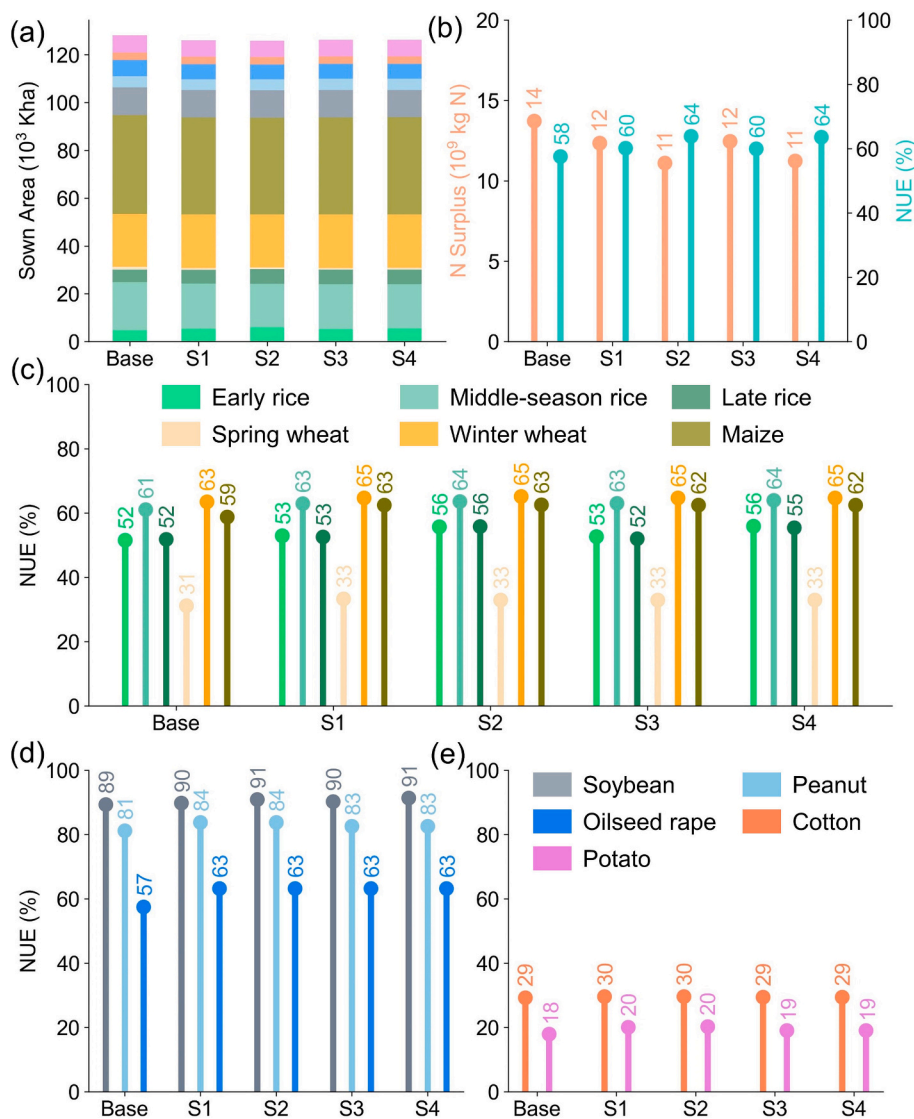 (a)
Sown Area (10³ Kha)
120
100
80
60
40
20
0
Base S1 S2 S3 S4
(b)
N Surplus (10⁹ kg N)
20
15
10
5
0
14 58 12 60 11 64 12 60 11 64
100
80
60
40
20
0
NUE (%)
Base S1 S2 S3 S4
(c)
NUE (%)
100
80
60
40
20
0
Early rice Middle-season rice Late rice
Spring wheat Winter wheat Maize
52 61 52 31 63 59
53 63 53 33 65 63
56 64 56 33 65 63
53 63 52 33 65 62
56 64 55 33 65 62
Base S1 S2 S3 S4
(d)
NUE (%)
100
80
60
40
20
0
89 81 57 90 84 63 91 84 63 90 83 63 91 83 63
Base S1 S2 S3 S4
(e)
100
80
60
40
20
0
Soybean Peanut
Oilseed rape Cotton
Potato
29 18 30 20 30 20 29 19 29 19
Base S1 S2 S3 S4